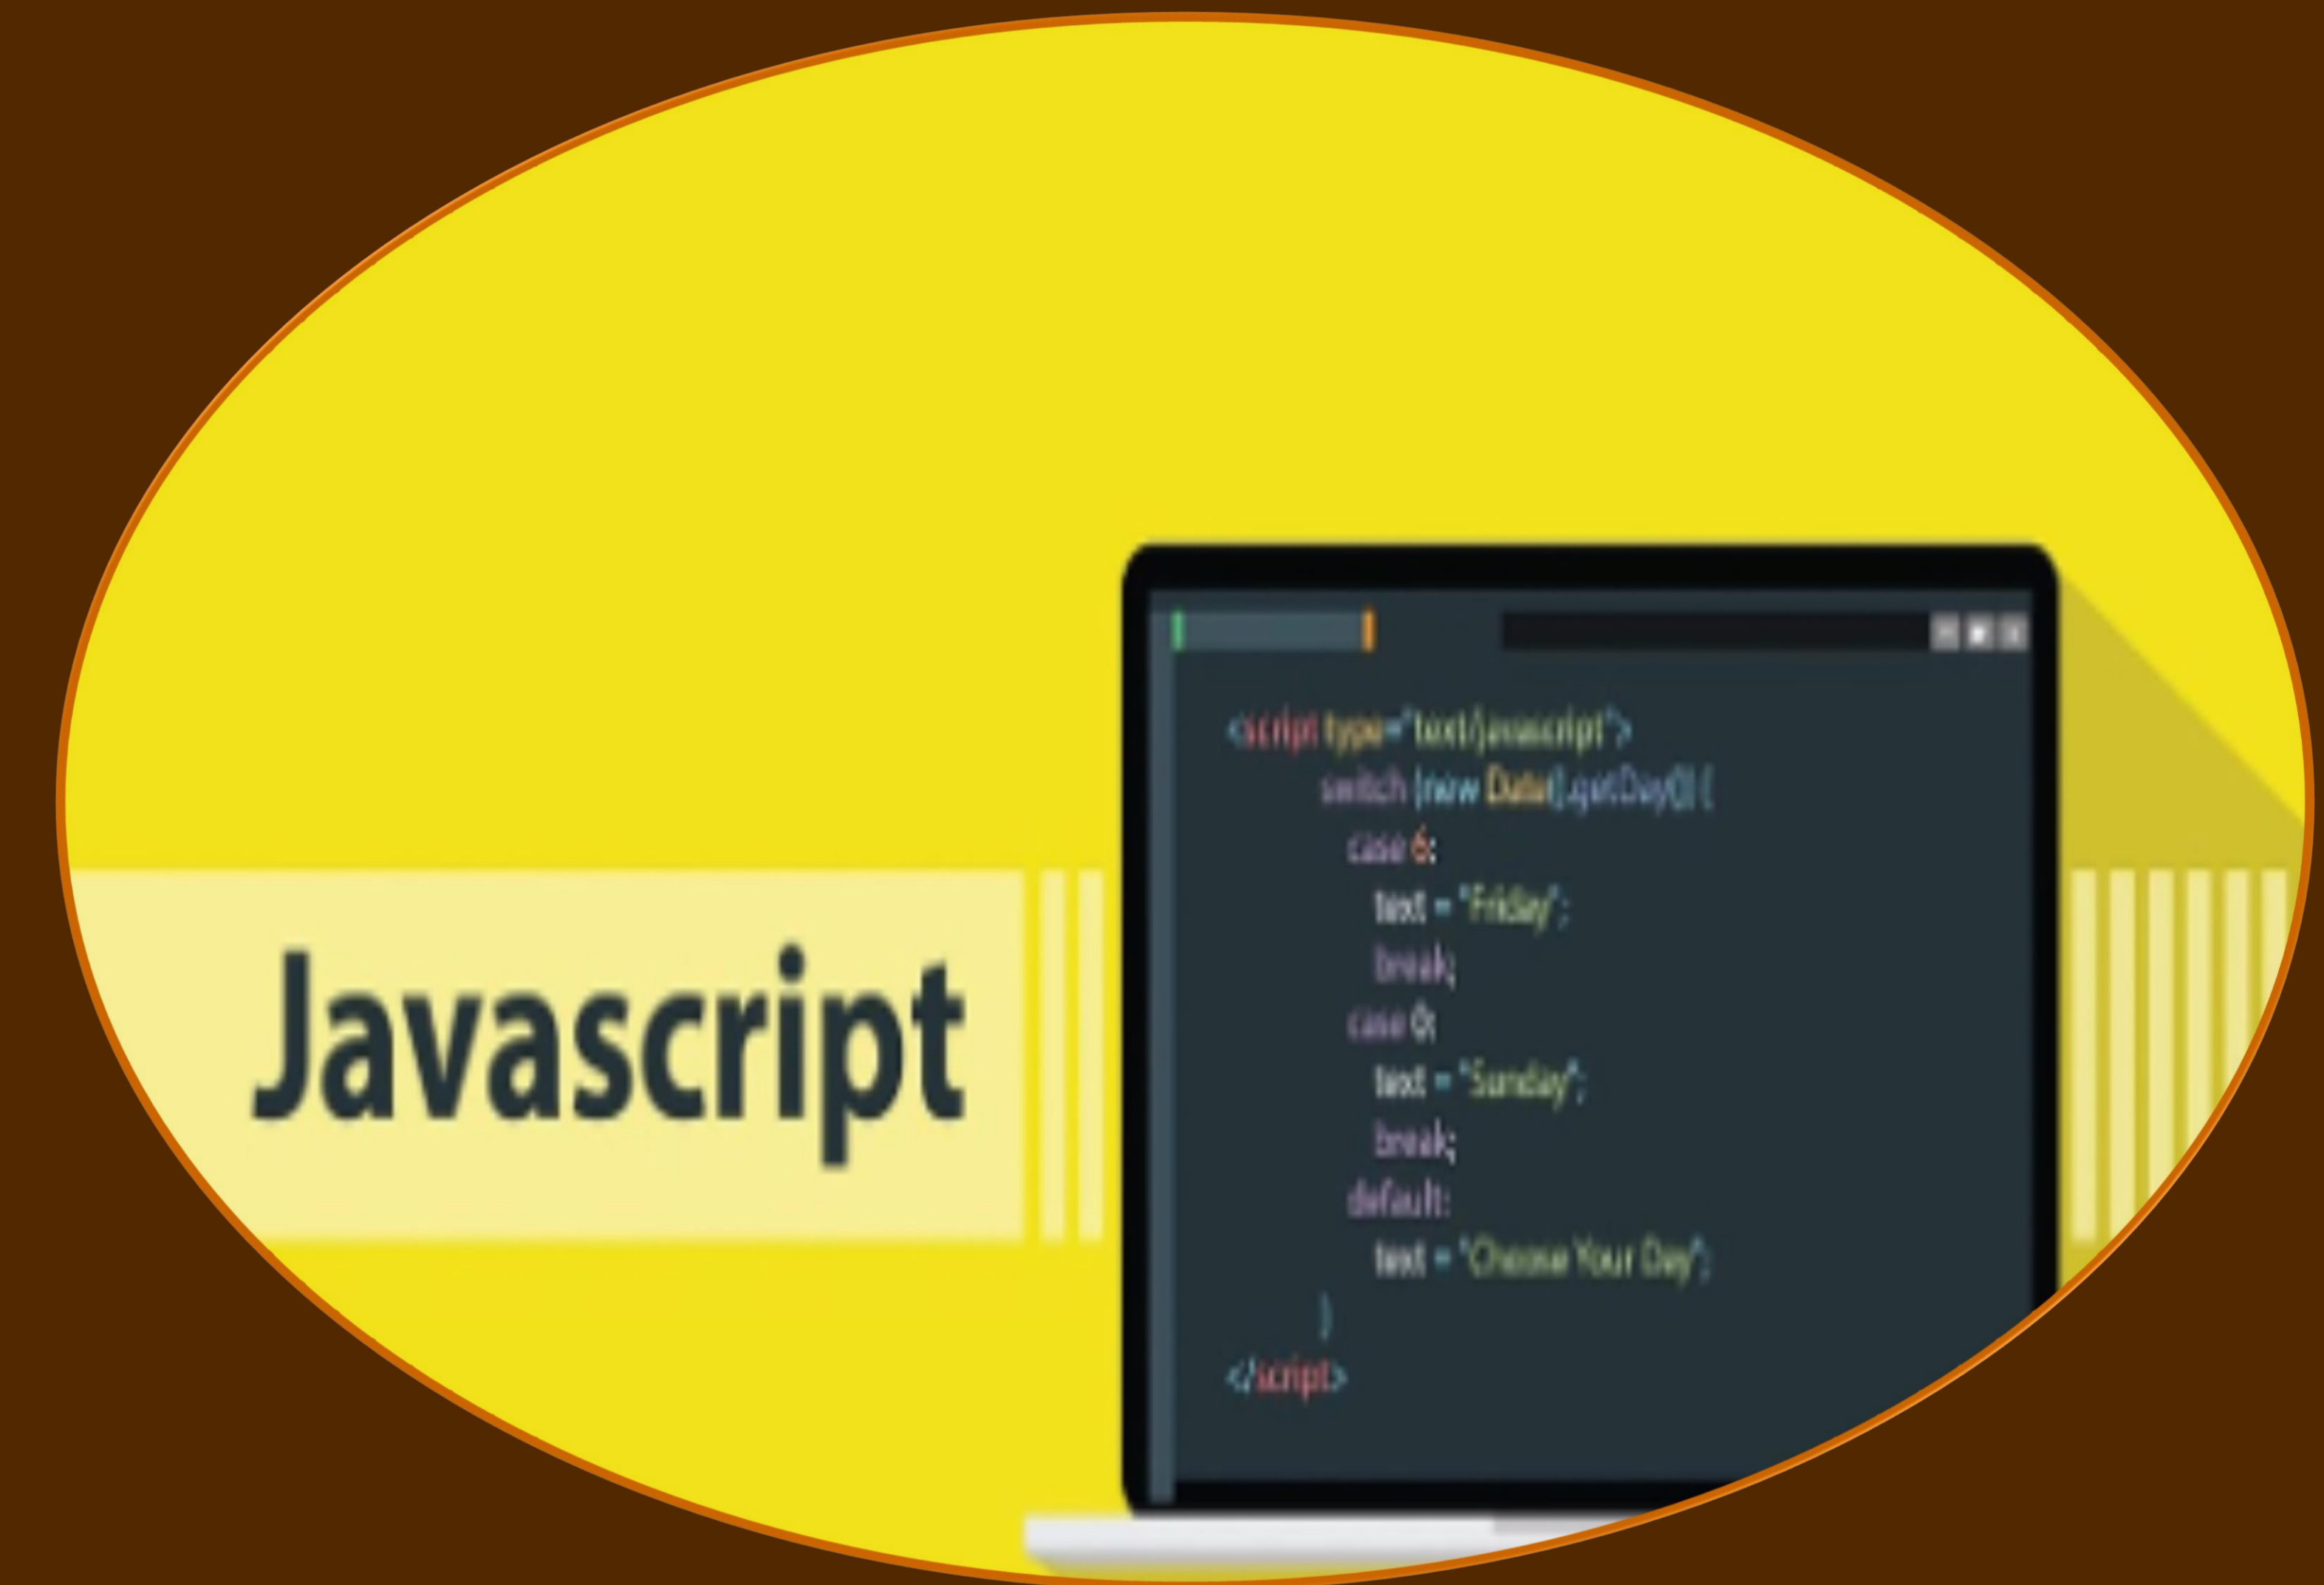 Javascript
<script type="text/javascript">
switch (new Date().getDay()) {
case 6:
text = "Friday";
break;
case 0:
text = "Sunday";
break;
default:
text = "Choose Your Day";
}
</script>